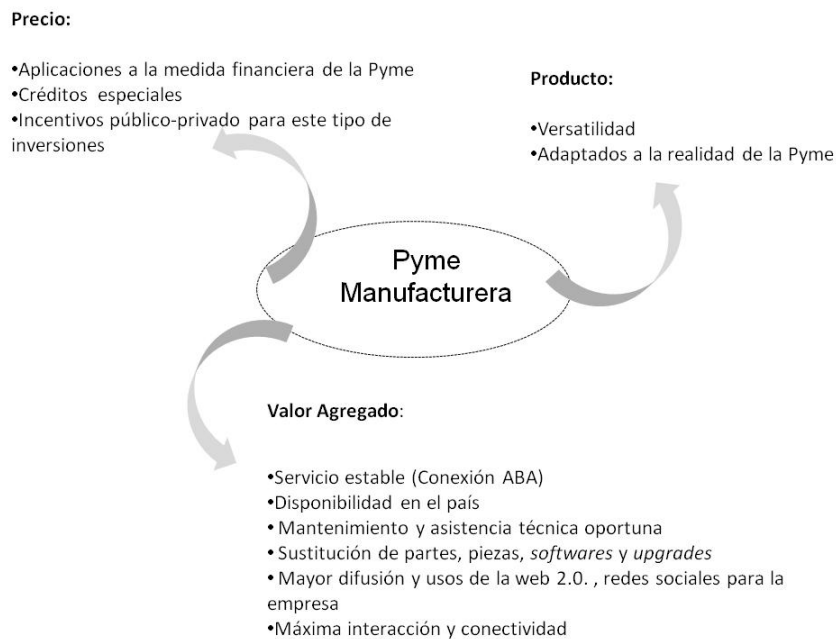 Precio:
•Aplicaciones a la medida financiera de la Pyme
•Créditos especiales
•Incentivos público-privado para este tipo de
inversiones
Producto:
•Versatilidad
•Adaptados a la realidad de la Pyme
Pyme
Manufacturera
Valor Agregado:
•Servicio estable (Conexión ABA)
•Disponibilidad en el país
• Mantenimiento y asistencia técnica oportuna
• Sustitución de partes, piezas, softwares y upgrades
• Mayor difusión y usos de la web 2.0. , redes sociales para la
empresa
•Máxima interacción y conectividad